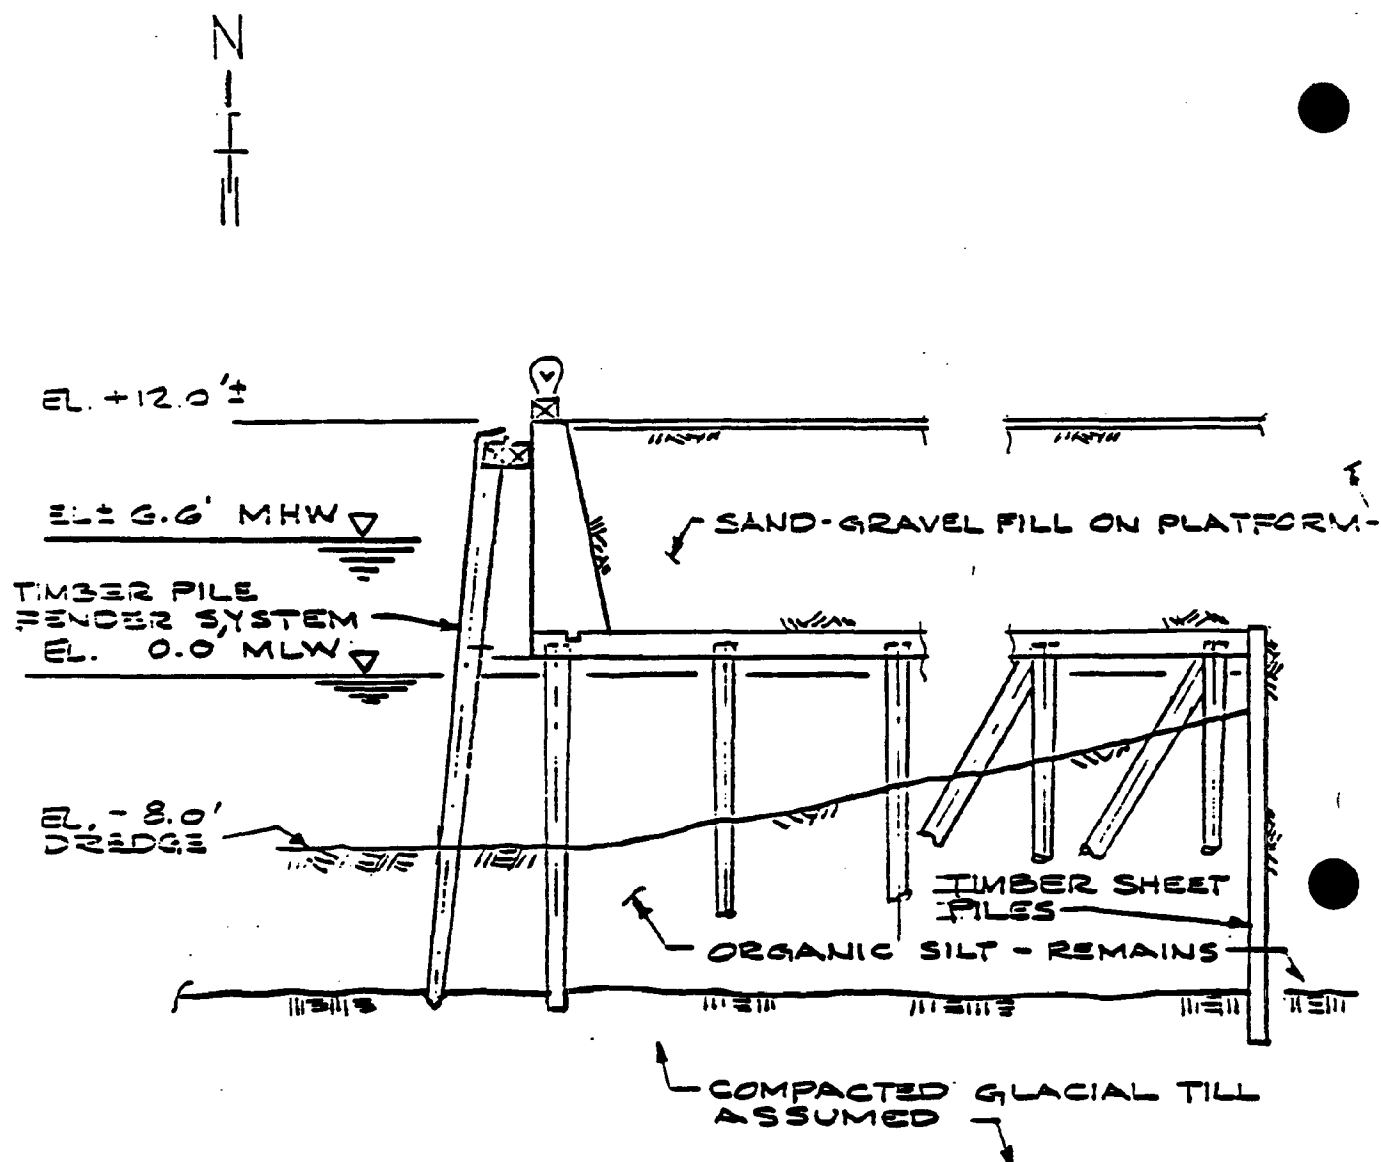 N
EL. +12.0'±
EL± 6.6' MHW
SAND-GRAVEL FILL ON PLATFORM
TIMBER PILE
FENDER SYSTEM
EL. 0.0' MLW
EL. -8.0'
DREDGE
TIMBER SHEET
PILES
ORGANIC SILT - REMAINS
COMPACTED GLACIAL TILL
ASSUMED